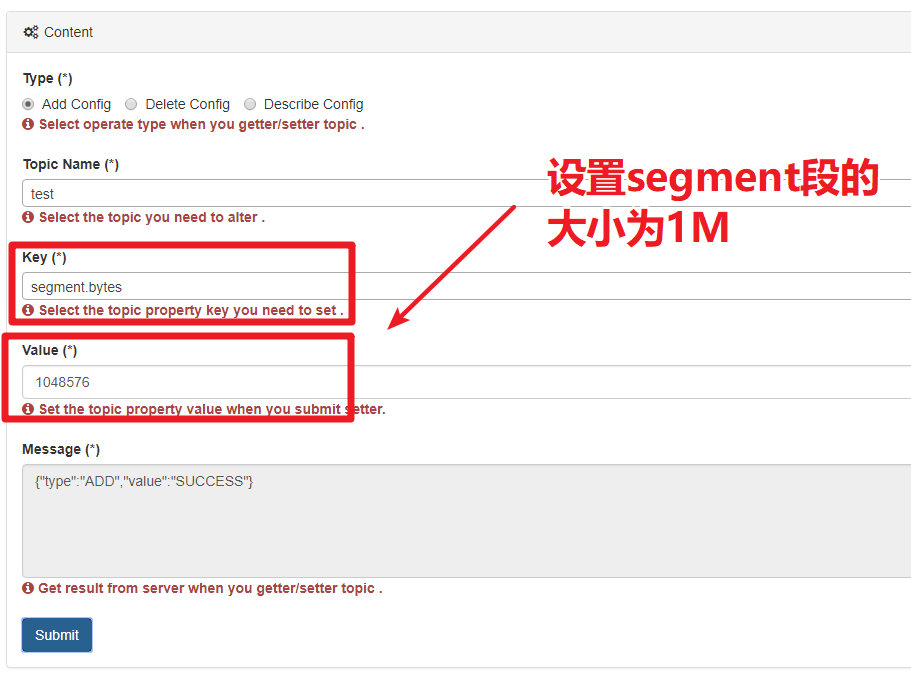 Content
Type (*)
Add Config Delete Config Describe Config
Select operate type when you getter/setter topic .
Topic Name (*)
test
Select the topic you need to alter .
设置segment段的
大小为1M
Key (*)
segment.bytes
Select the topic property key you need to set .
Value (*)
1048576
Set the topic property value when you submit setter.
Message (*)
{"type":"ADD","value":"SUCCESS"}
Get result from server when you getter/setter topic .
Submit